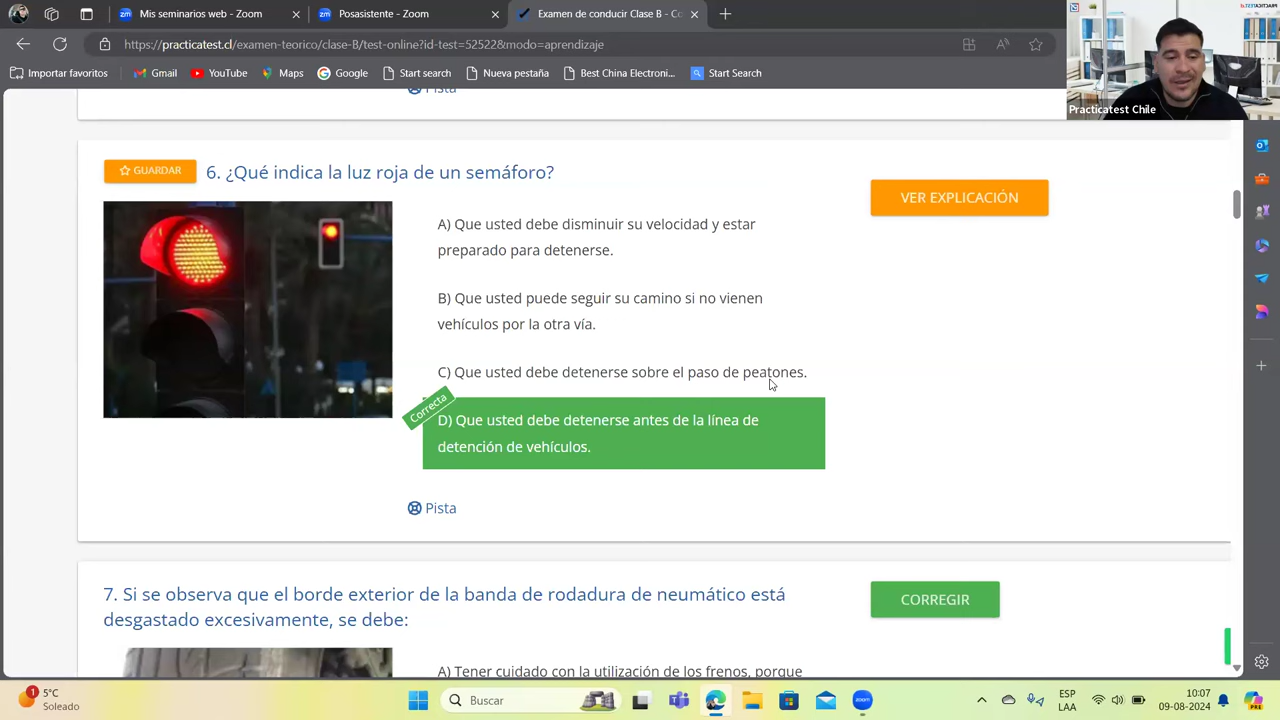 Mis seminarios web - Zoom
Posasistente - Zoom
Examen de conducir Clase B - Co
https://practicatest.cl/examen-teorico/clase-B/test-online?id-test=52522&modo=aprendizaje
Importar favoritos
Gmail
YouTube
Maps
Google
Start search
Nueva pestaña
Best China Electroni...
Start Search
Practicatest Chile
Pista
GUARDAR
6. ¿Qué indica la luz roja de un semáforo?
VER EXPLICACIÓN
A) Que usted debe disminuir su velocidad y estar
preparado para detenerse.
B) Que usted puede seguir su camino si no vienen
vehículos por la otra vía.
C) Que usted debe detenerse sobre el paso de peatones.
Correcta
D) Que usted debe detenerse antes de la línea de
detención de vehículos.
Pista
7. Si se observa que el borde exterior de la banda de rodadura de neumático está
desgastado excesivamente, se debe:
CORREGIR
A) Tener cuidado con la utilización de los frenos, porque
1
5°C
Soleado
Buscar
ESP
LAA
10:07
09-08-2024
PRE